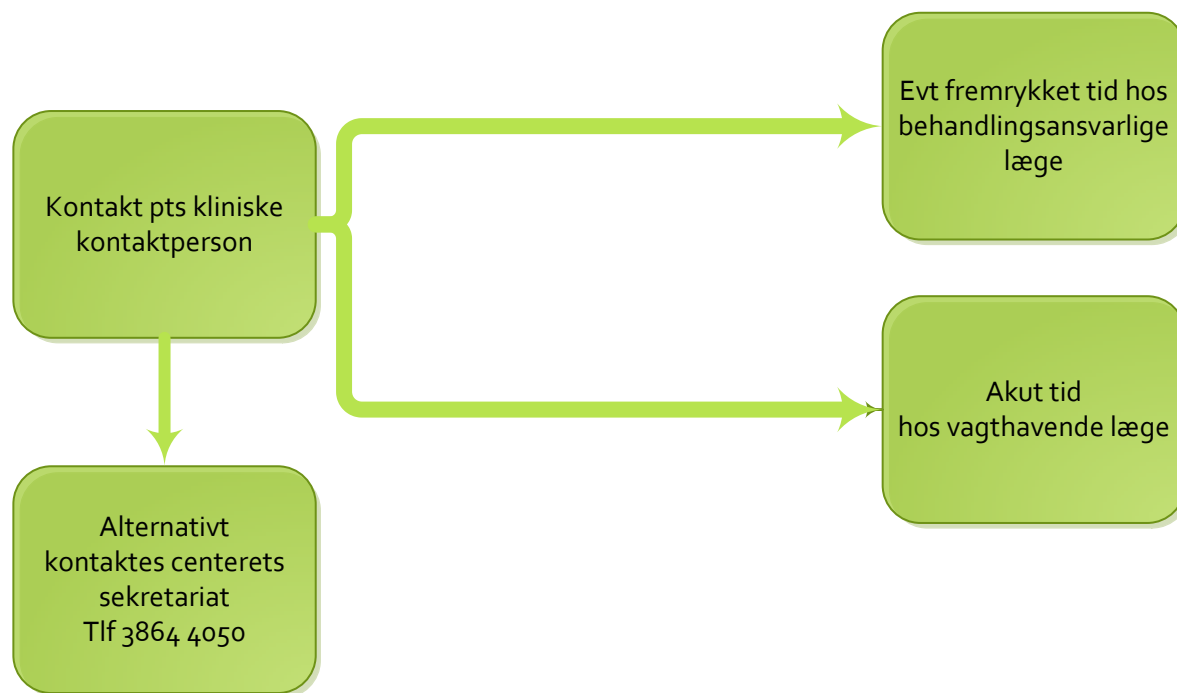 Kontakt pts kliniske
kontaktperson
Evt fremrykket tid hos
behandlingsansvarlige
læge
Akut tid
hos vagthavende læge
Alternativt
kontaktes centerets
sekretariat
Tlf 3864 4050